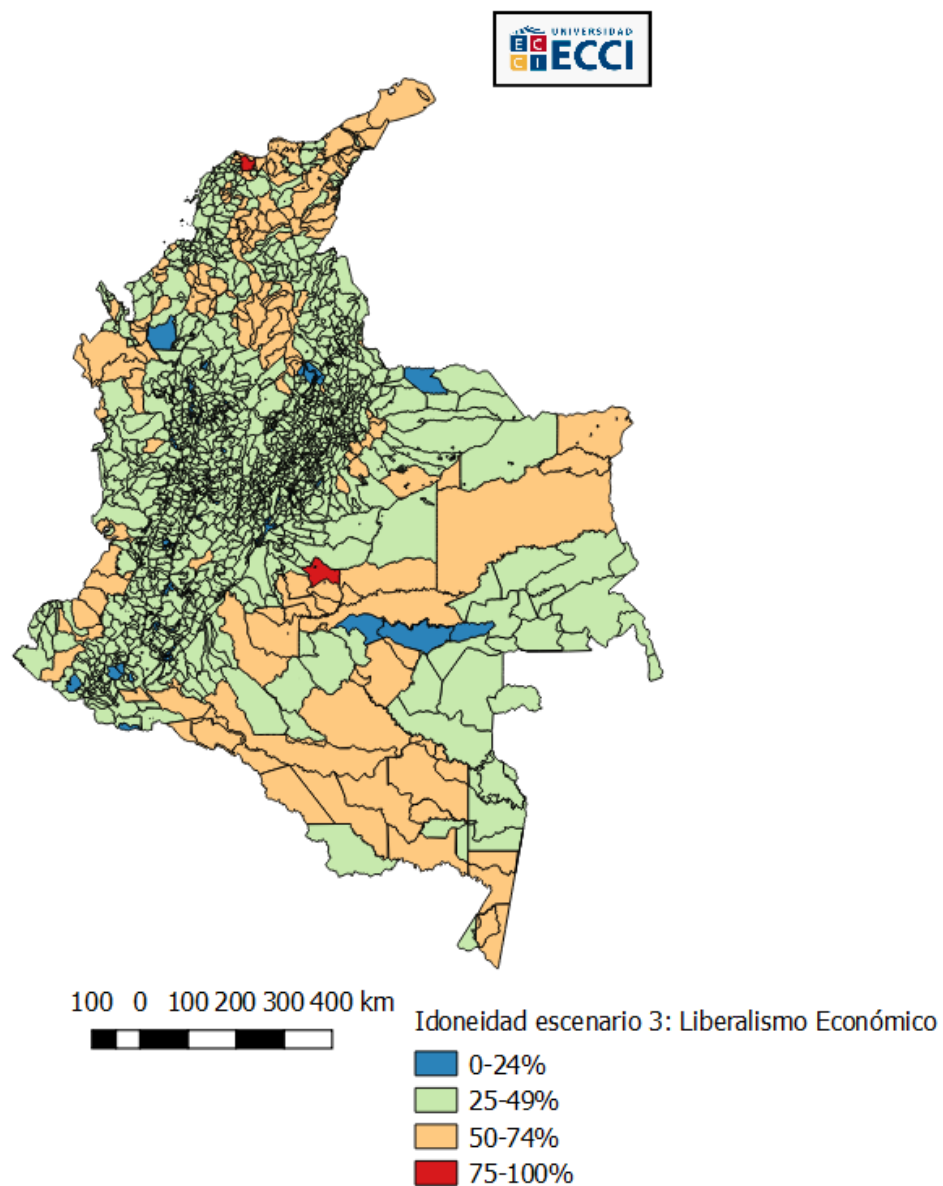 UNIVERSIDAD
E C C I ECCI
100 0 100 200 300 400 km
Idoneidad escenario 3: Liberalismo Económico
0-24%
25-49%
50-74%
75-100%